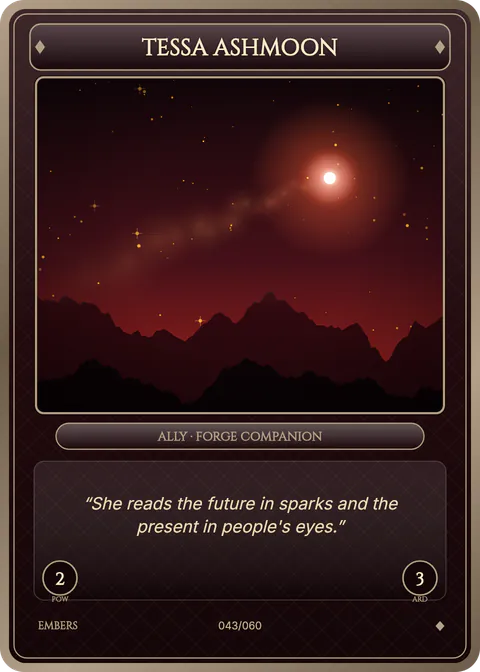 TESSA ASHMOON
ALLY · FORGE COMPANION
“She reads the future in sparks and the
present in people's eyes.”
2
POW
3
ARD
EMBERS
043/060